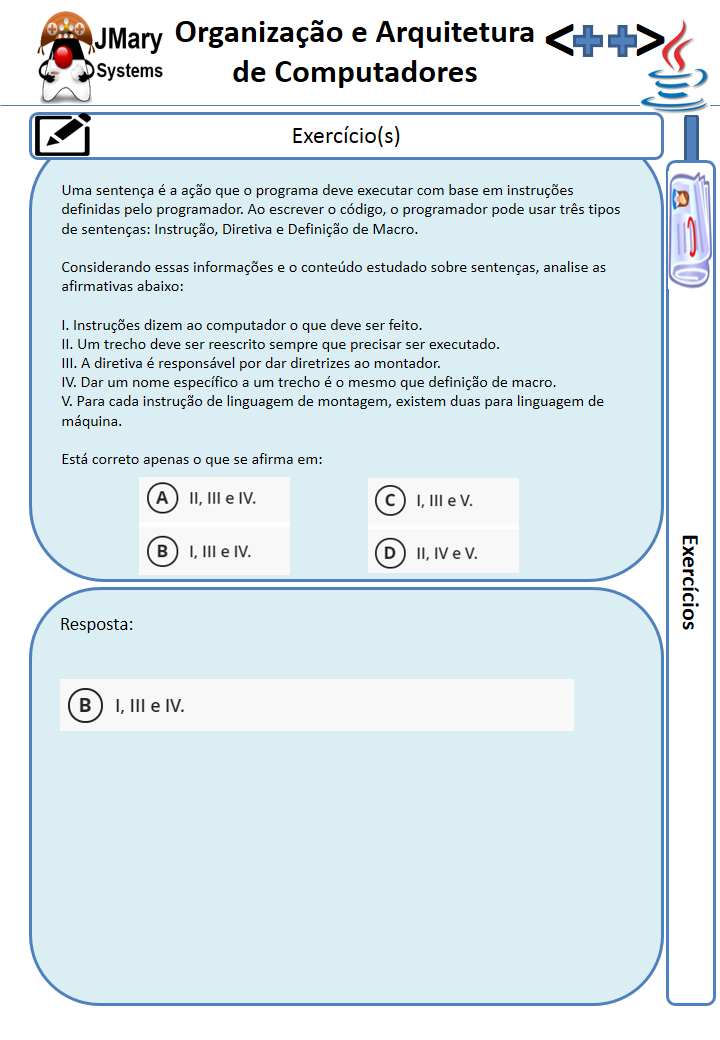 JMary
Systems
Organização e Arquitetura
de Computadores
<++>
Exercício(s)
Uma sentença é a ação que o programa deve executar com base em instruções
definidas pelo programador. Ao escrever o código, o programador pode usar três tipos
de sentenças: Instrução, Diretiva e Definição de Macro.
Considerando essas informações e o conteúdo estudado sobre sentenças, analise as
afirmativas abaixo:
I. Instruções dizem ao computador o que deve ser feito.
II. Um trecho deve ser reescrito sempre que precisar ser executado.
III. A diretiva é responsável por dar diretrizes ao montador.
IV. Dar um nome específico a um trecho é o mesmo que definição de macro.
V. Para cada instrução de linguagem de montagem, existem duas para linguagem de
máquina.
Está correto apenas o que se afirma em:
A II, III e IV.
B I, III e IV.
C I, III e V.
D II, IV e V.
Resposta:
B I, III e IV.
Exercícios